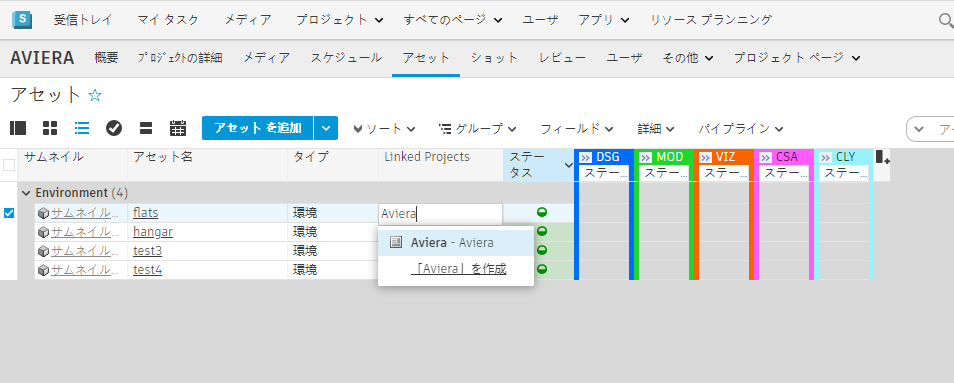 S 受信トレイ マイ タスク メディア プロジェクト すべてのページ ユーザ アプリ リソース プランニング
AVIERA 概要 プロジェクトの詳細 メディア スケジュール アセット ショット レビュー ユーザ その他 プロジェクト ページ
アセット
アセット を追加 ソート グループ フィールド 詳細 パイプライン ア
サムネイル アセット名 タイプ Linked Projects ステータス DSG MOD VIZ CSA CLY
ステー... ステー... ステー... ステー... ステー...
Environment (4)
サムネイル... flats 環境 Aviera
サムネイル... hangar 環境
Aviera - Aviera
サムネイル... test3 環境
「Aviera」を作成
サムネイル... test4 環境